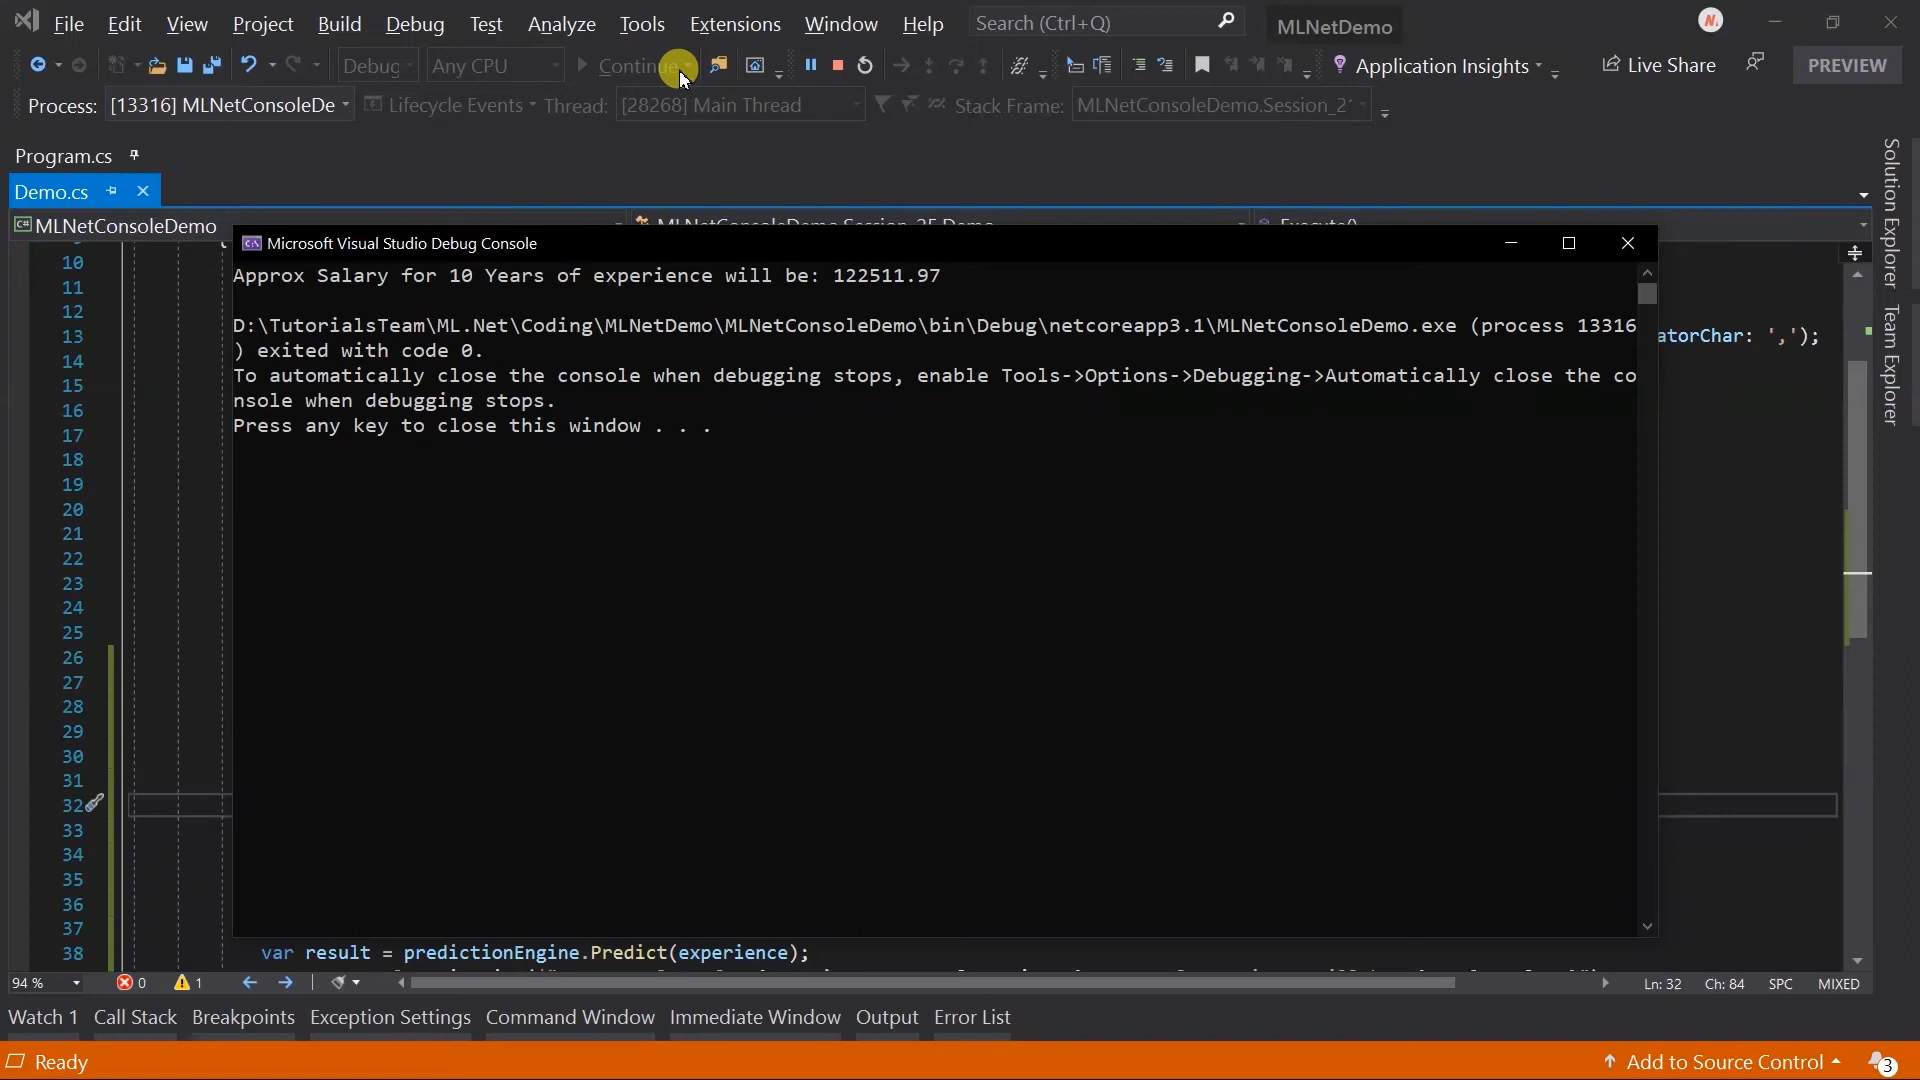 File Edit View Project Build Debug Test Analyze Tools Extensions Window Help Search (Ctrl+Q) MLNetDemo
Debug Any CPU Continue Application Insights Live Share PREVIEW
Process: [13316] MLNetConsoleDe Lifecycle Events Thread: [28268] Main Thread Stack Frame: MLNetConsoleDemo.Session_2
Program.cs
Demo.cs
MLNetConsoleDemo MLNetConsoleDemo.Session_25.Demo Execute()
Microsoft Visual Studio Debug Console
Approx Salary for 10 Years of experience will be: 122511.97
D:\TutorialsTeam\ML.Net\Coding\MLNetDemo\MLNetConsoleDemo\bin\Debug\netcoreapp3.1\MLNetConsoleDemo.exe (process 13316
) exited with code 0.
To automatically close the console when debugging stops, enable Tools->Options->Debugging->Automatically close the co
nsole when debugging stops.
Press any key to close this window . . .
10
11
12
13 atorChar: ',');
14
15
16
17
18
19
20
21
22
23
24
25
26
27
28
29
30
31
32
33
34
35
36
37
38 var result = predictionEngine.Predict(experience);
Solution Explorer
Team Explorer
94 % 0 1 Ln: 32 Ch: 84 SPC MIXED
Watch 1 Call Stack Breakpoints Exception Settings Command Window Immediate Window Output Error List
Ready Add to Source Control 3